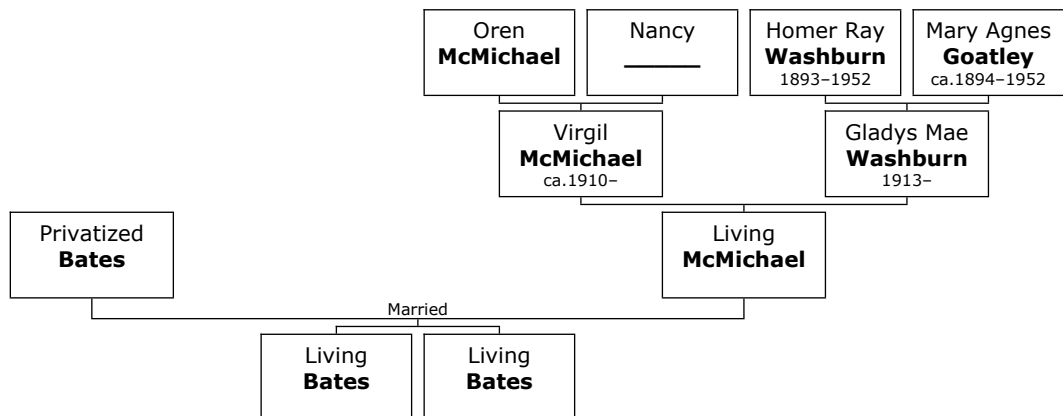 Oren
McMichael
Nancy
______
Homer Ray
Washburn
1893–1952
Mary Agnes
Goatley
ca.1894–1952
Virgil
McMichael
ca.1910–
Gladys Mae
Washburn
1913–
Privatized
Bates
Living
McMichael
Married
Living
Bates
Living
Bates